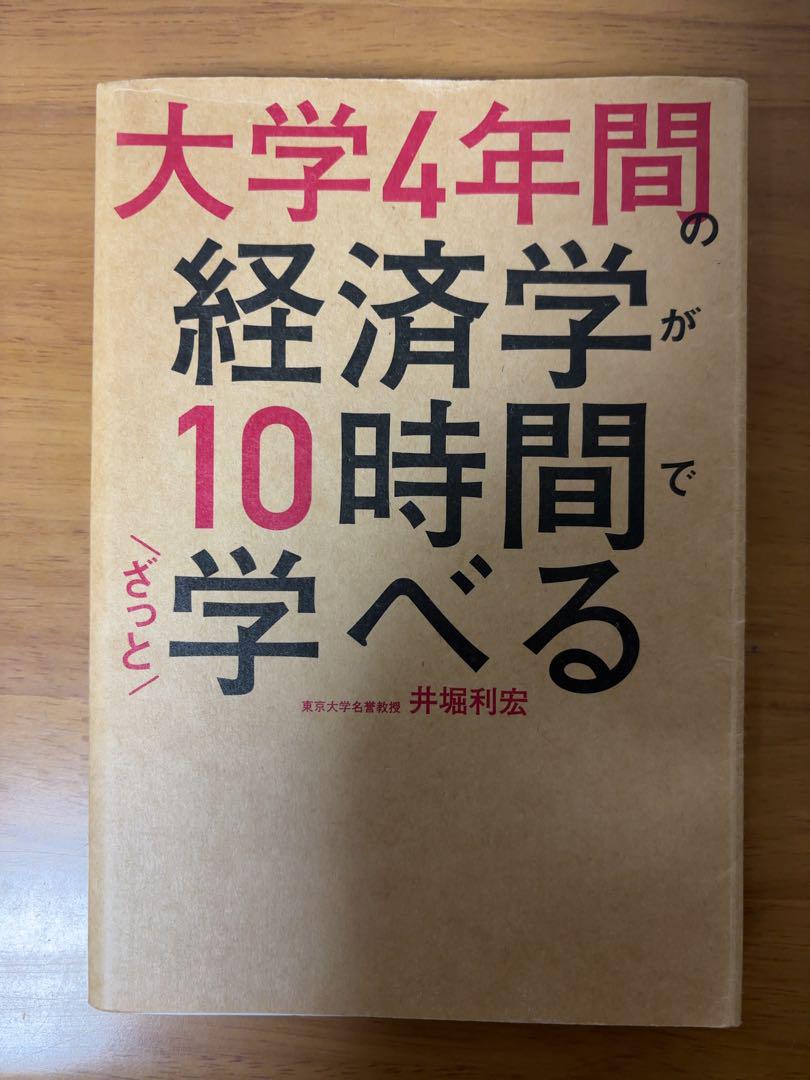 大学4年間の
経済学が
10時間で
\ざっと/
学べる
東京大学名誉教授 井堀利宏